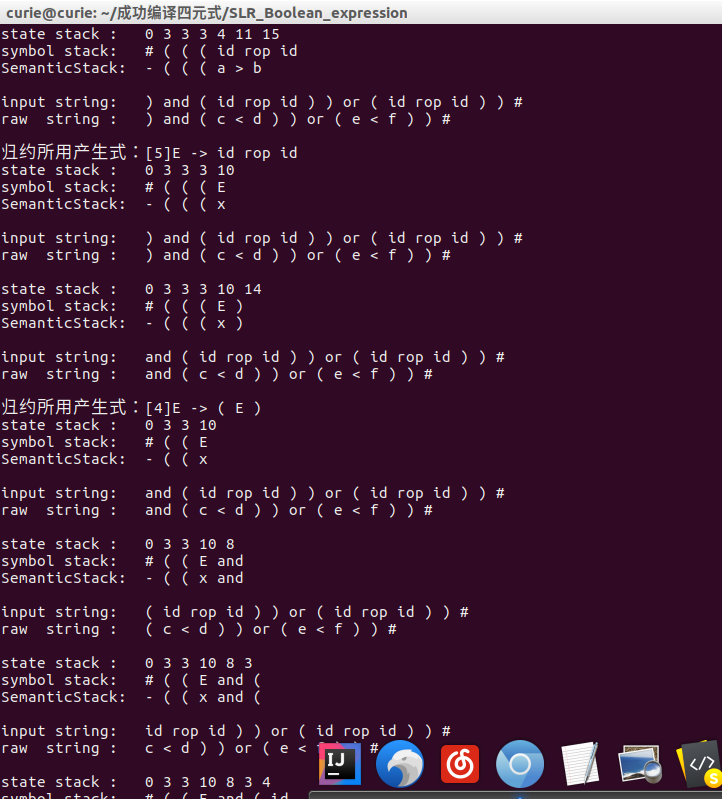 curie@curie: ~/成功编译四元式/SLR_Boolean_expression
state stack :   0 3 3 3 4 11 15
symbol stack:   # ( ( ( id rop id
SemanticStack:  - ( ( ( a > b
input string:   ) and ( id rop id ) ) or ( id rop id ) ) #
raw  string :   ) and ( c < d ) ) or ( e < f ) ) #
归约所用产生式：[5]E -> id rop id
state stack :   0 3 3 3 10
symbol stack:   # ( ( ( E
SemanticStack:  - ( ( ( x
input string:   ) and ( id rop id ) ) or ( id rop id ) ) #
raw  string :   ) and ( c < d ) ) or ( e < f ) ) #
state stack :   0 3 3 3 10 14
symbol stack:   # ( ( ( E )
SemanticStack:  - ( ( ( x )
input string:   and ( id rop id ) ) or ( id rop id ) ) #
raw  string :   and ( c < d ) ) or ( e < f ) ) #
归约所用产生式：[4]E -> ( E )
state stack :   0 3 3 10
symbol stack:   # ( ( E
SemanticStack:  - ( ( x
input string:   and ( id rop id ) ) or ( id rop id ) ) #
raw  string :   and ( c < d ) ) or ( e < f ) ) #
state stack :   0 3 3 10 8
symbol stack:   # ( ( E and
SemanticStack:  - ( ( x and
input string:   ( id rop id ) ) or ( id rop id ) ) #
raw  string :   ( c < d ) ) or ( e < f ) ) #
state stack :   0 3 3 10 8 3
symbol stack:   # ( ( E and (
SemanticStack:  - ( ( x and (
input string:   id rop id ) ) or ( id rop id ) ) #
raw  string :   c < d ) ) or ( e < #
IJ
</>
S
state stack :   0 3 3 10 8 3 4
symbol stack:   # ( ( E and ( id